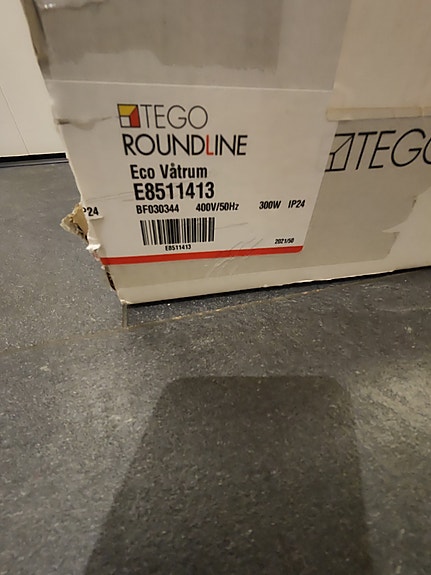 TEGO
ROUNDLINE
Eco Våtrum
E8511413
BF030344 400V/50Hz 300W IP24
E8511413
2021/50
P24
TEGO